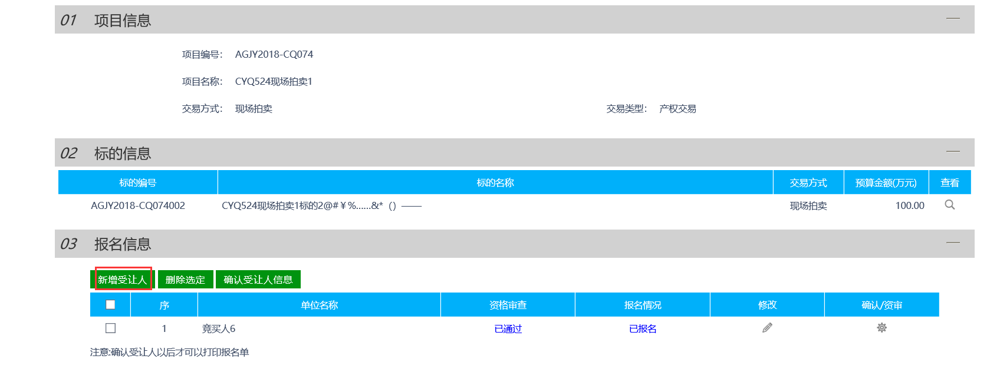 01 项目信息
项目编号： AGJY2018-CQ074
项目名称： CYQ524现场拍卖1
交易方式： 现场拍卖 交易类型： 产权交易
02 标的信息
标的编号 标的名称 交易方式 预算金额(万元) 查看
AGJY2018-CQ074002 CYQ524现场拍卖1标的2@#￥%……&*（）—— 现场拍卖 100.00
03 报名信息
新增受让人 删除选定 确认受让人信息
序 单位名称 资格审查 报名情况 修改 确认/资审
1 竞买人6 已通过 已报名
注意:确认受让人以后才可以打印报名单